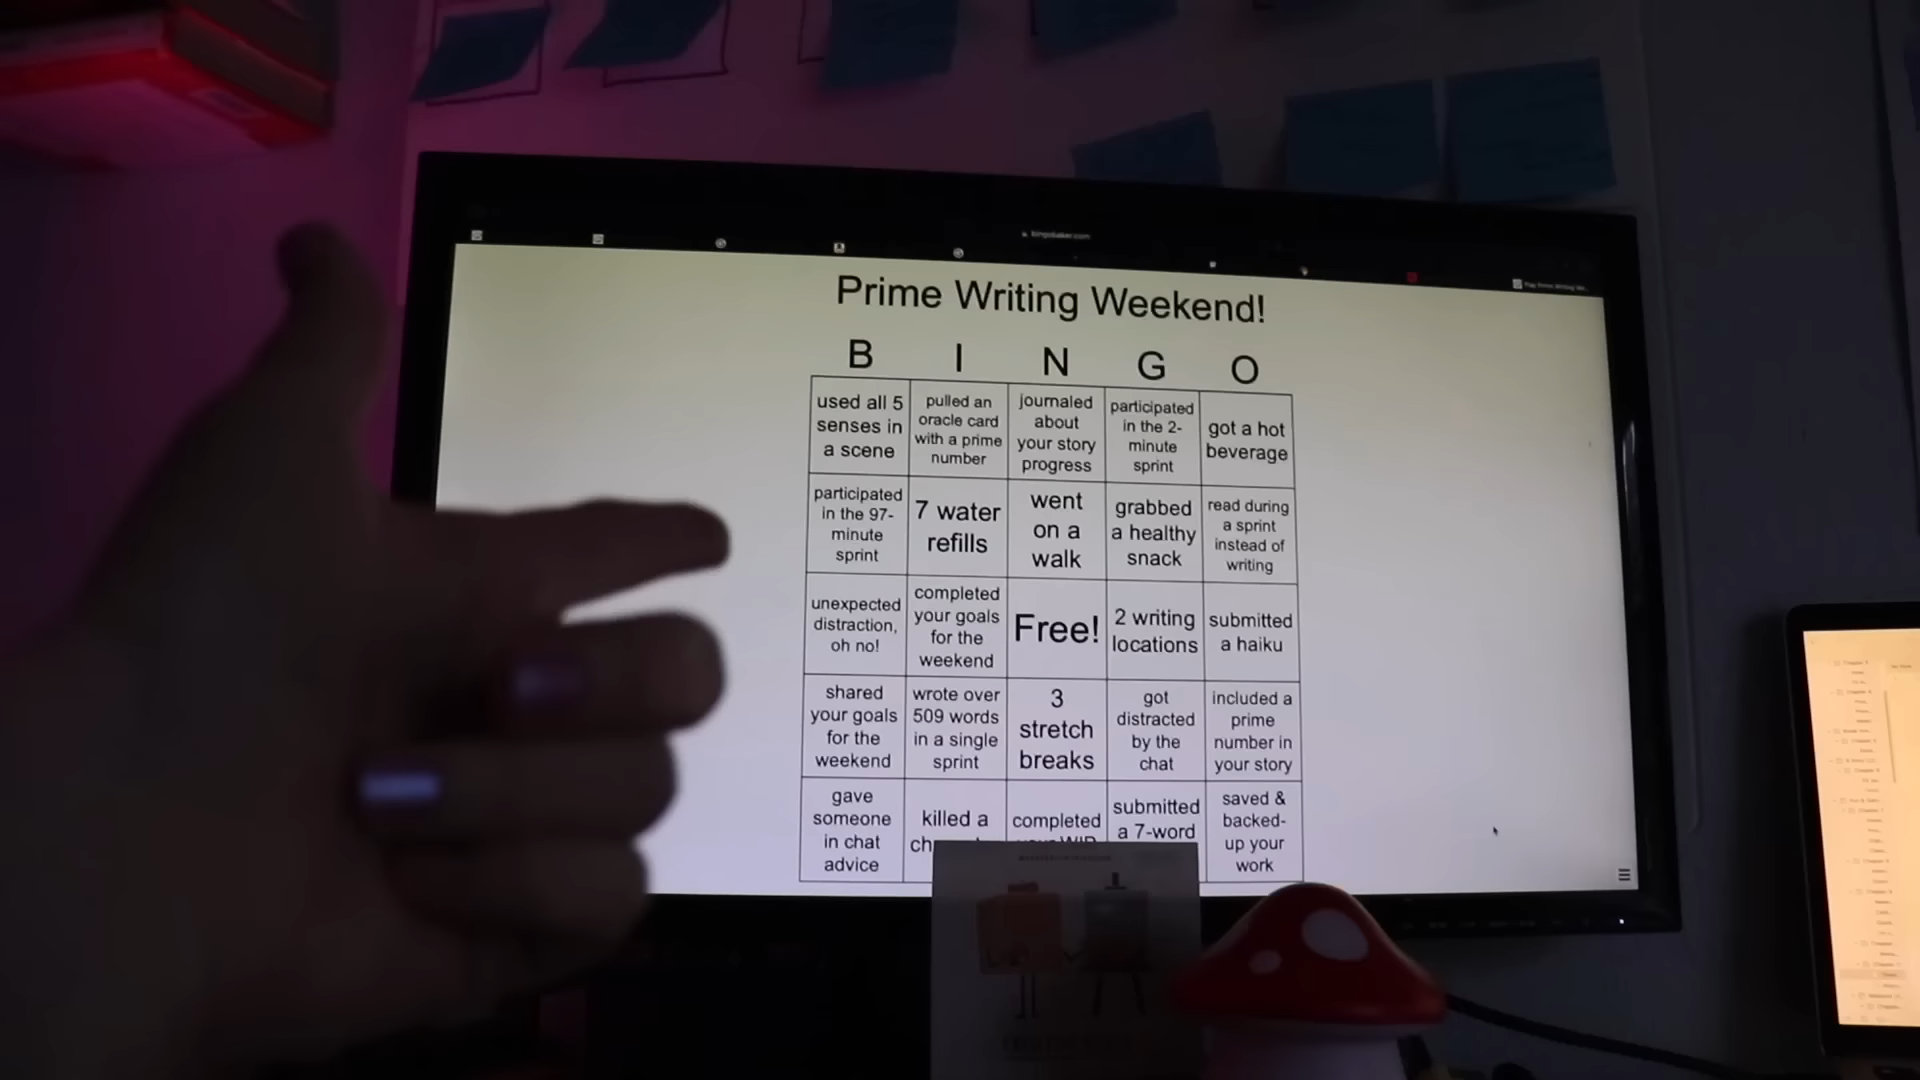 bingobaker.com
Prime Writing Weekend!
B I N G O
used all 5
senses in
a scene
pulled an
oracle card
with a prime
number
journaled
about
your story
progress
participated
in the 2-
minute
sprint
got a hot
beverage
participated
in the 97-
minute
sprint
7 water
refills
went
on a
walk
grabbed
a healthy
snack
read during
a sprint
instead of
writing
unexpected
distraction,
oh no!
completed
your goals
for the
weekend
Free!
2 writing
locations
submitted
a haiku
shared
your goals
for the
weekend
wrote over
509 words
in a single
sprint
3
stretch
breaks
got
distracted
by the
chat
included a
prime
number in
your story
gave
someone
in chat
advice
killed a
completed
your WIP
submitted
a 7-word
saved &
backed-
up your
work